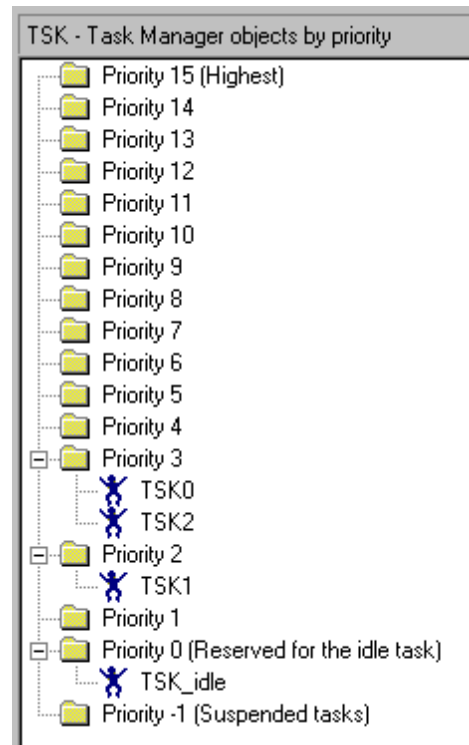 TSK - Task Manager objects by priority
Priority 15 (Highest)
Priority 14
Priority 13
Priority 12
Priority 11
Priority 10
Priority 9
Priority 8
Priority 7
Priority 6
Priority 5
Priority 4
Priority 3
TSK0
TSK2
Priority 2
TSK1
Priority 1
Priority 0 (Reserved for the idle task)
TSK_idle
Priority -1 (Suspended tasks)